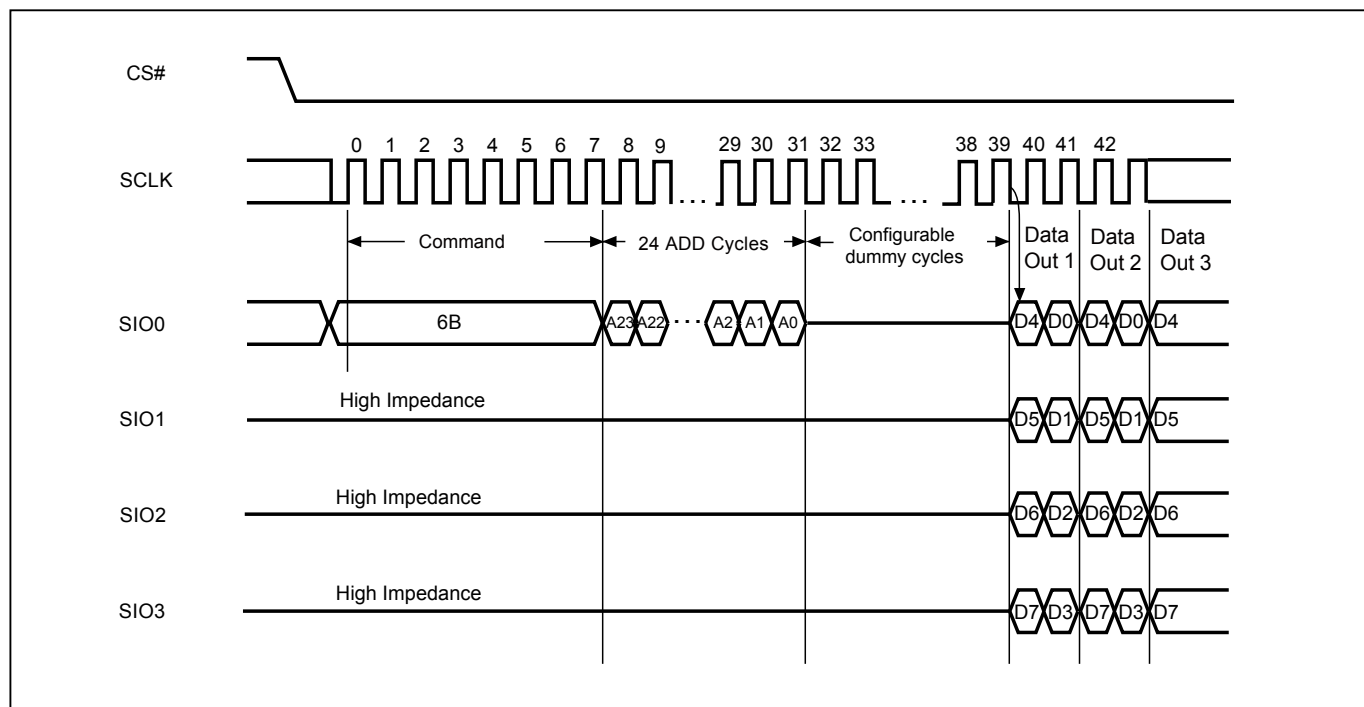 CS#
0 1 2 3 4 5 6 7 8 9 29 30 31 32 33 38 39 40 41 42
SCLK
Command
24 ADD Cycles
Configurable
dummy cycles
Data
Out 1
Data
Out 2
Data
Out 3
SIO0
6B
A23 A22 A2 A1 A0
D4 D0 D4 D0 D4
High Impedance
SIO1
D5 D1 D5 D1 D5
High Impedance
SIO2
D6 D2 D6 D2 D6
High Impedance
SIO3
D7 D3 D7 D3 D7